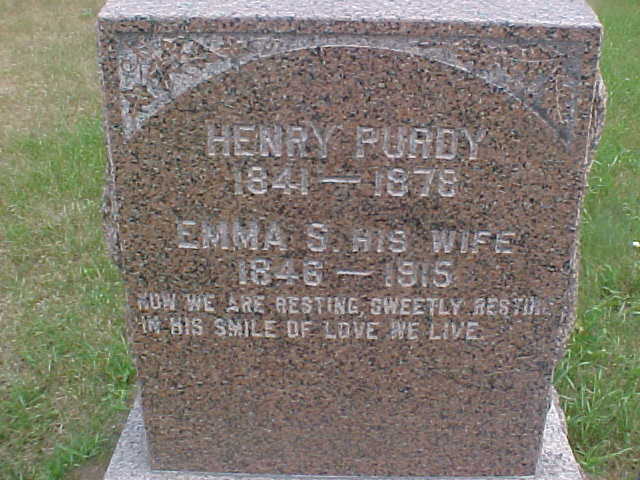 HENRY PURDY
1841 — 1878
EMMA S. HIS WIFE
1846 — 1915
NOW WE ARE RESTING, SWEETLY RESTING
IN HIS SMILE OF LOVE WE LIVE.